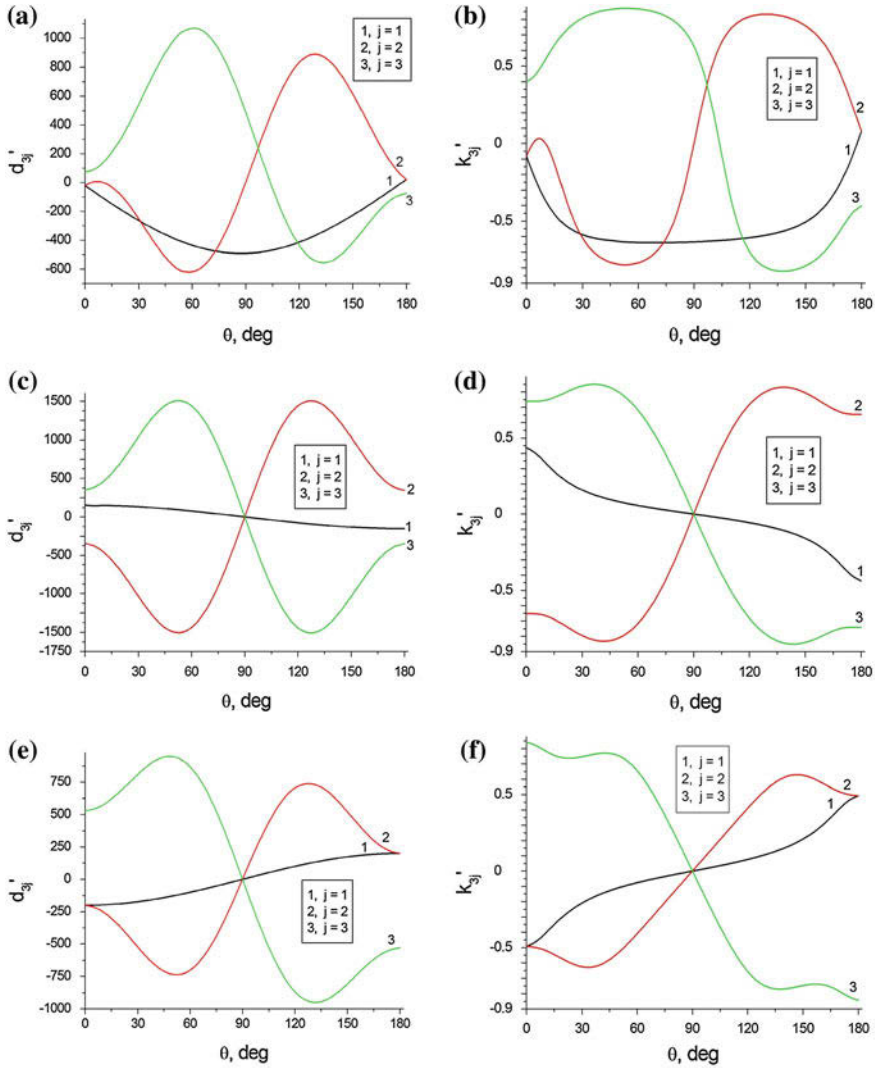 (a)
1000
800
600
400
200
0
-200
-400
-600
d3j'
0 30 60 90 120 150 180
θ, deg
1, j = 1
2, j = 2
3, j = 3
2
1
3
(b)
k3j'
0.5
0
-0.5
-0.9
0 30 60 90 120 150 180
θ, deg
1, j = 1
2, j = 2
3, j = 3
2
1
3
(c)
1500
1000
500
0
-500
-1000
-1500
-1750
d3j'
0 30 60 90 120 150 180
θ, deg
1, j = 1
2, j = 2
3, j = 3
2
1
3
(d)
k3j'
0.5
0
-0.5
-0.9
0 30 60 90 120 150 180
θ, deg
1, j = 1
2, j = 2
3, j = 3
2
1
3
(e)
750
500
250
0
-250
-500
-750
-1000
d3j'
0 30 60 90 120 150 180
θ, deg
1, j = 1
2, j = 2
3, j = 3
2
1
3
(f)
k3j'
0.5
0
-0.5
-0.9
0 30 60 90 120 150 180
θ, deg
1, j = 1
2, j = 2
3, j = 3
2
1
3